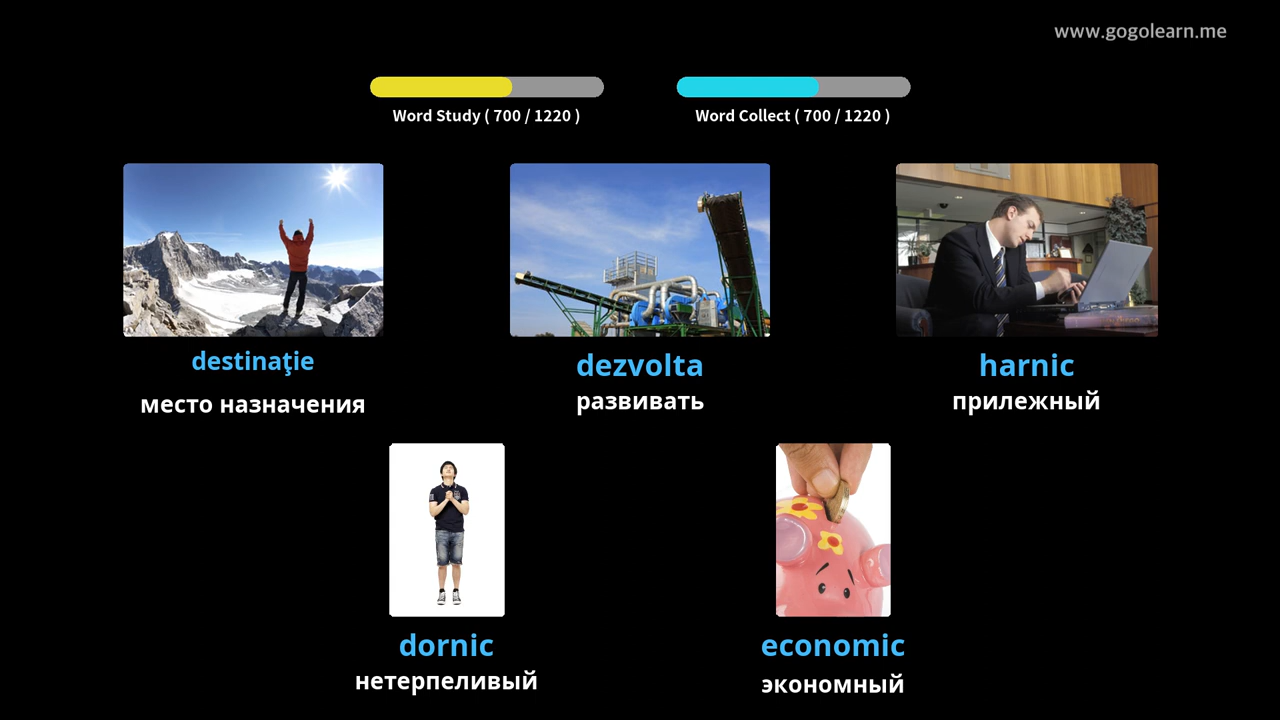 www.gogolearn.me
Word Study ( 700 / 1220 )
Word Collect ( 700 / 1220 )
destinaţie
место назначения
dezvolta
развивать
harnic
прилежный
dornic
нетерпеливый
economic
экономный